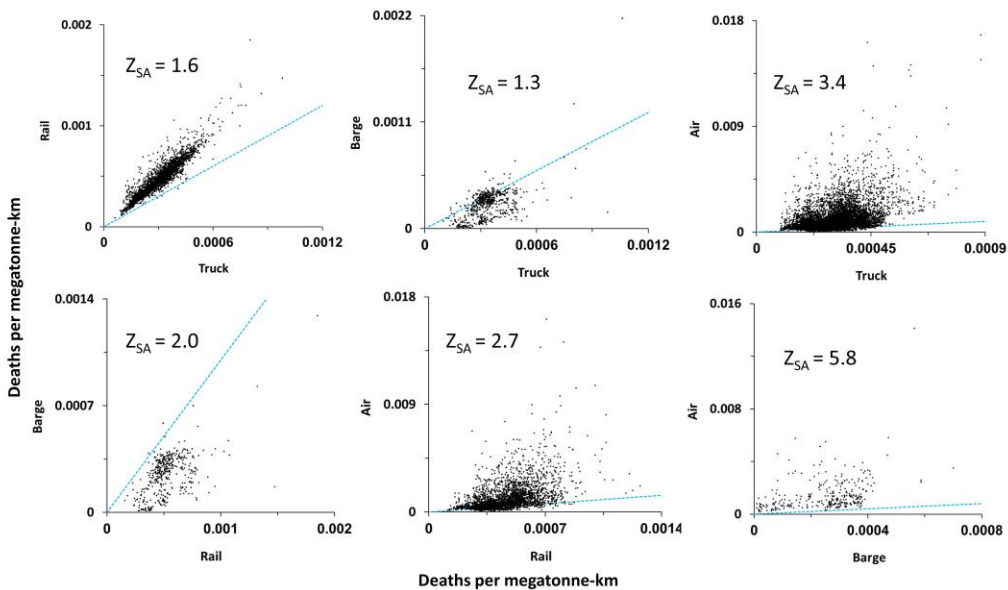 Deaths per megatonne-km
0.002
0.001
0
Rail
Z_SA = 1.6
0
0.0006
0.0012
Truck
0.0022
0.0011
0
Barge
Z_SA = 1.3
0
0.0006
0.0012
Truck
0.018
0.009
0
Air
Z_SA = 3.4
0
0.00045
0.0009
Truck
0.0014
0.0007
0
Barge
Z_SA = 2.0
0
0.001
0.002
Rail
0.018
0.009
0
Air
Z_SA = 2.7
0
0.0007
0.0014
Rail
0.016
0.008
0
Air
Z_SA = 5.8
0
0.0004
0.0008
Barge
Deaths per megatonne-km